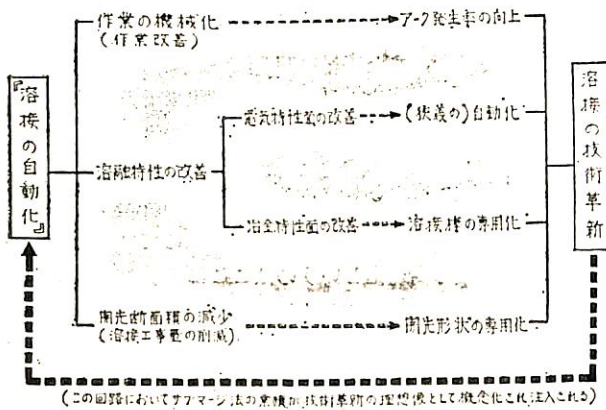 作業の機械化
(作業改善)
アーク発生率の向上
『溶接の自動化』
電気特性面の改善
(狭義の)自動化
溶接の技術革新
溶融特性の改善
冶金特性面の改善
溶接棒の専用化
開先断面積の減少
(溶接工事量の削減)
開先形状の専用化
(この回路においてサブマージ法の業績が技術革新の理想像として概念化され注入される)